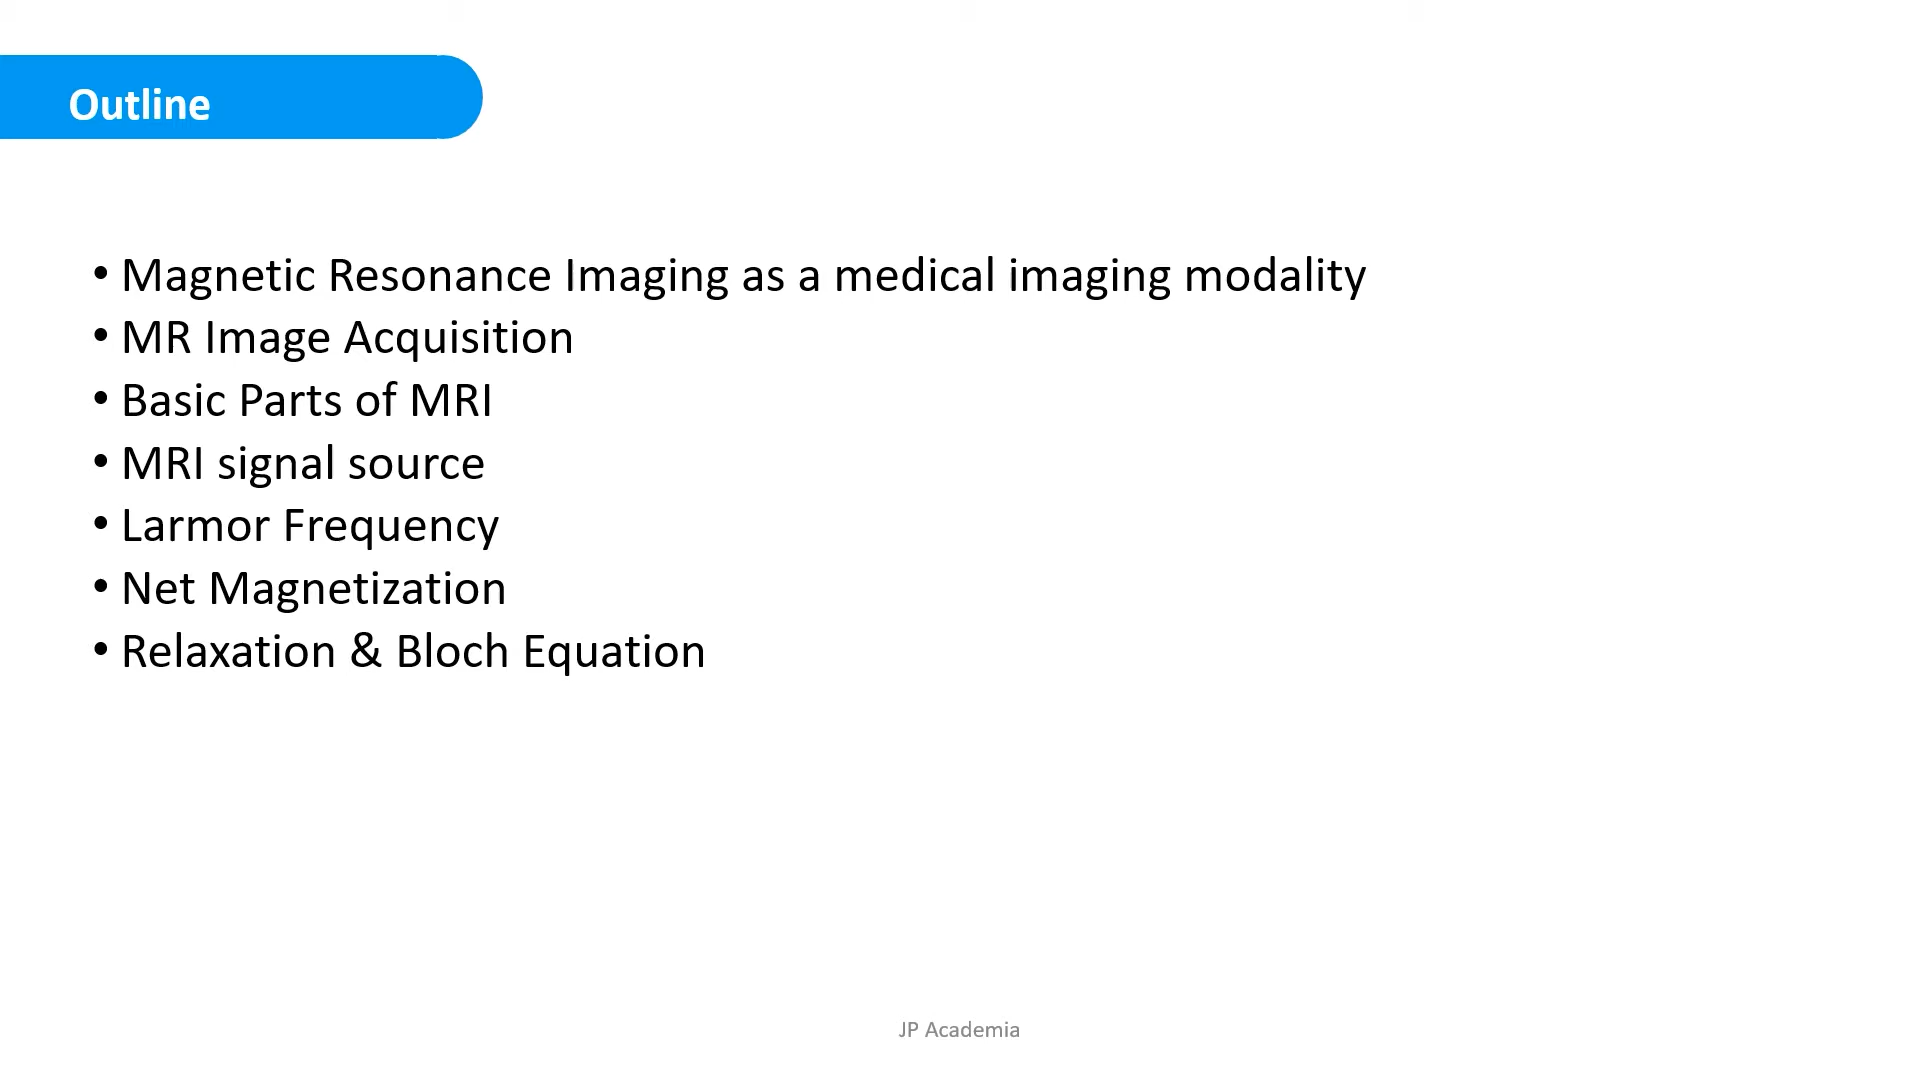 Outline
• Magnetic Resonance Imaging as a medical imaging modality
• MR Image Acquisition
• Basic Parts of MRI
• MRI signal source
• Larmor Frequency
• Net Magnetization
• Relaxation & Bloch Equation
JP Academia